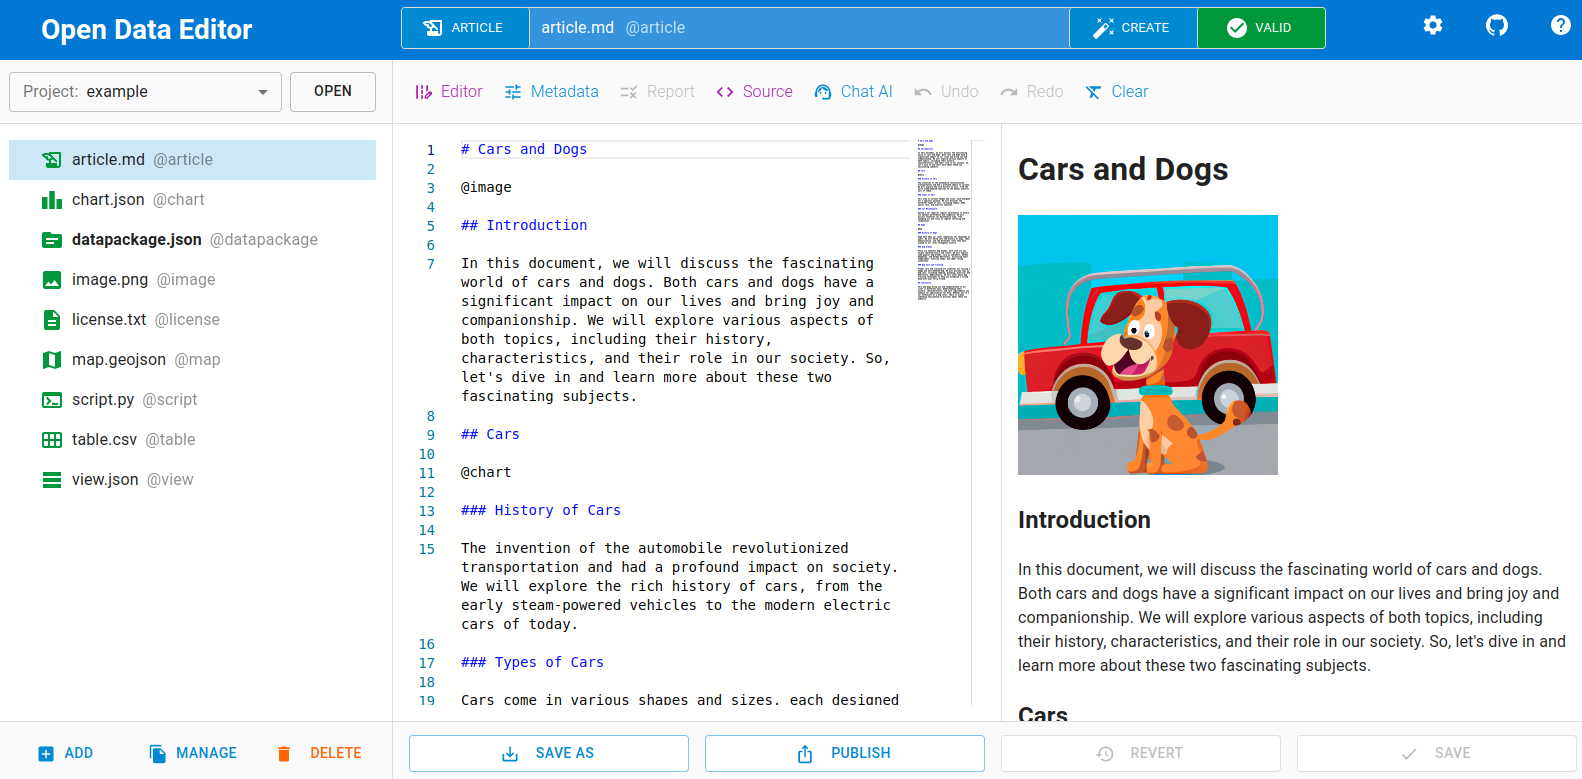 Open Data Editor
ARTICLE
article.md @article
CREATE
VALID
Project: example
OPEN
Editor
Metadata
Report
Source
Chat AI
Undo
Redo
Clear
article.md @article
chart.json @chart
datapackage.json @datapackage
image.png @image
license.txt @license
map.geojson @map
script.py @script
table.csv @table
view.json @view
1 # Cars and Dogs
2
3 @image
4
5 ## Introduction
6
7 In this document, we will discuss the fascinating
world of cars and dogs. Both cars and dogs have a
significant impact on our lives and bring joy and
companionship. We will explore various aspects of
both topics, including their history,
characteristics, and their role in our society. So,
let's dive in and learn more about these two
fascinating subjects.
8
9 ## Cars
10
11 @chart
12
13 ### History of Cars
14
15 The invention of the automobile revolutionized
transportation and had a profound impact on society.
We will explore the rich history of cars, from the
early steam-powered vehicles to the modern electric
cars of today.
16
17 ### Types of Cars
18
19 Cars come in various shapes and sizes, each designed
Cars and Dogs
Introduction
In this document, we will discuss the fascinating world of cars and dogs.
Both cars and dogs have a significant impact on our lives and bring joy and
companionship. We will explore various aspects of both topics, including
their history, characteristics, and their role in our society. So, let's dive in and
learn more about these two fascinating subjects.
Cars
ADD
MANAGE
DELETE
SAVE AS
PUBLISH
REVERT
SAVE